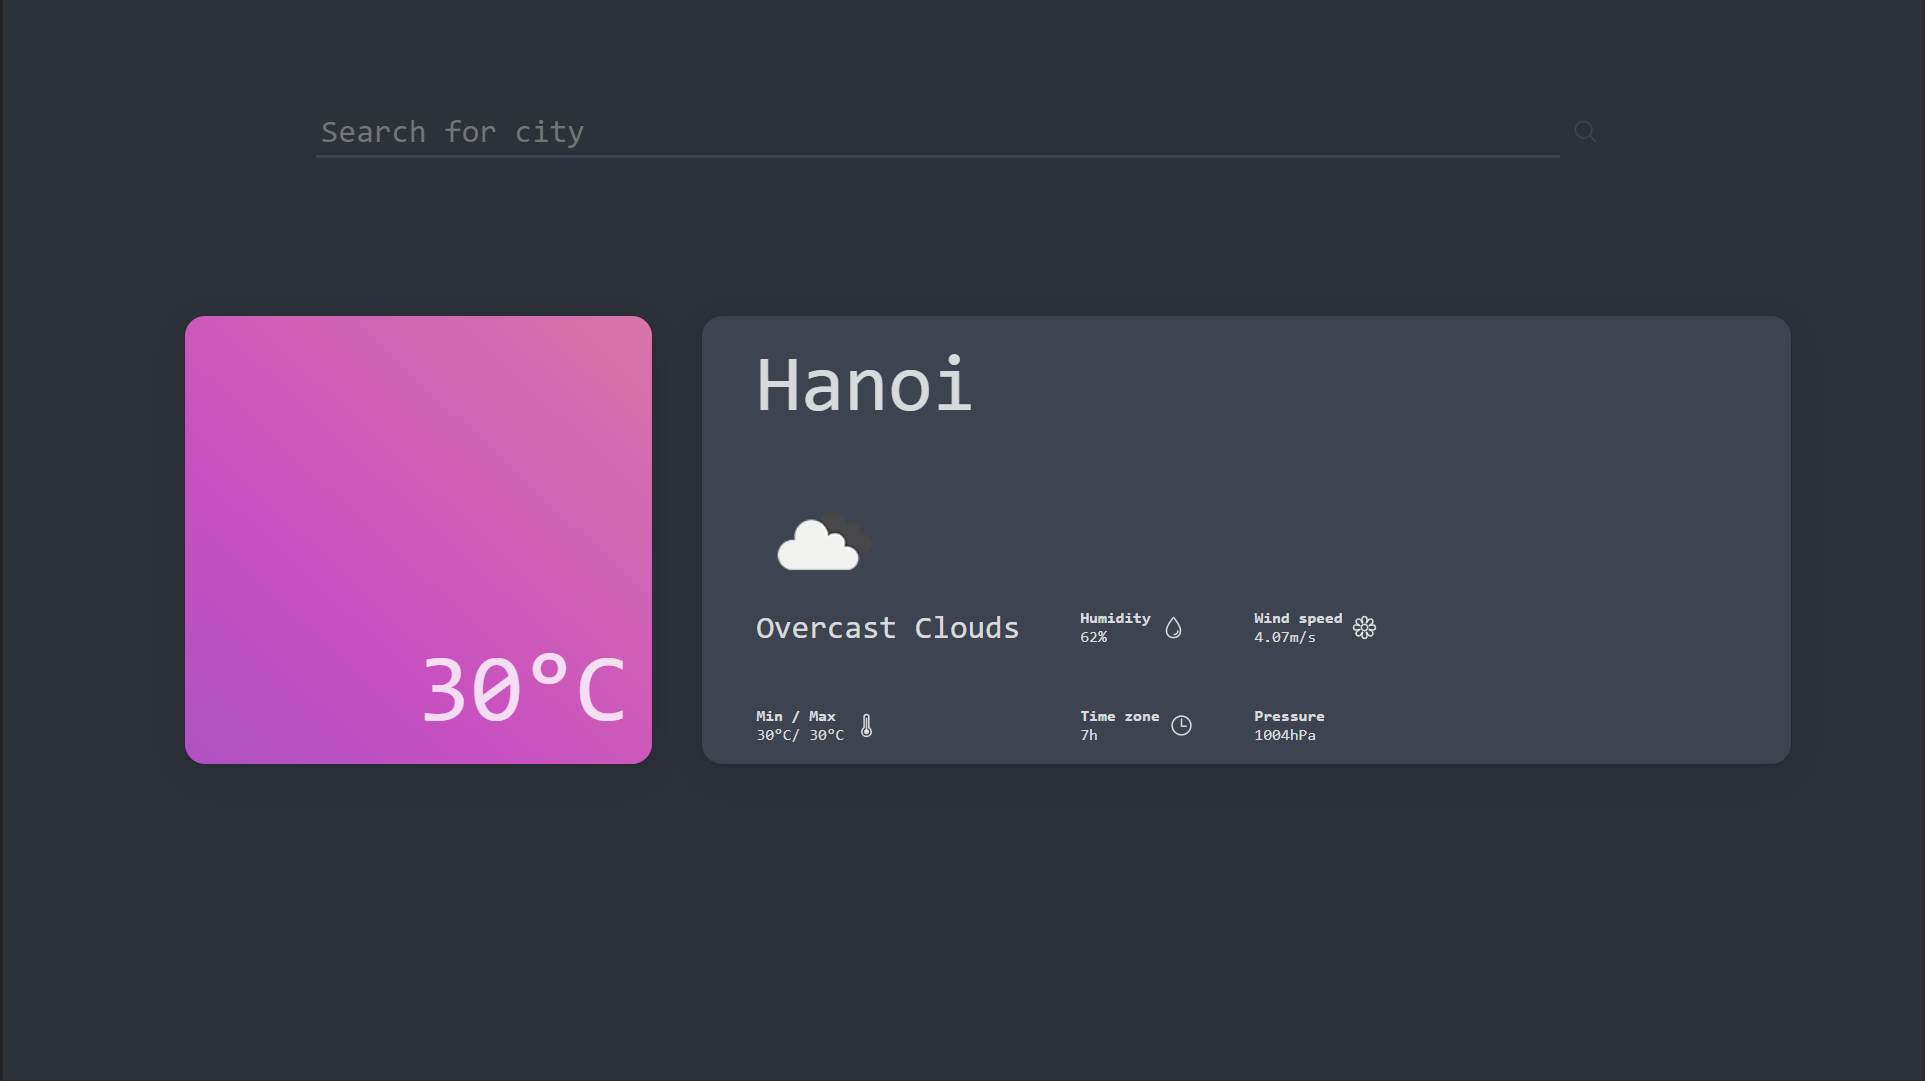 Search for city
30°C
Hanoi
Overcast Clouds
Humidity
62%
Wind speed
4.07m/s
Min / Max
30°C/ 30°C
Time zone
7h
Pressure
1004hPa